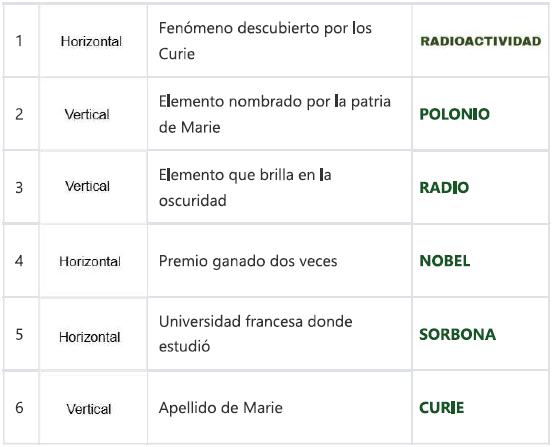 1 Horizontal Fenómeno descubierto por los RADIOACTIVIDAD
Curie
2 Vertical Elemento nombrado por la patria POLONIO
de Marie
3 Vertical Elemento que brilla en la RADIO
oscuridad
4 Horizontal Premio ganado dos veces NOBEL
5 Horizontal Universidad francesa donde SORBONA
estudió
6 Vertical Apellido de Marie CURIE